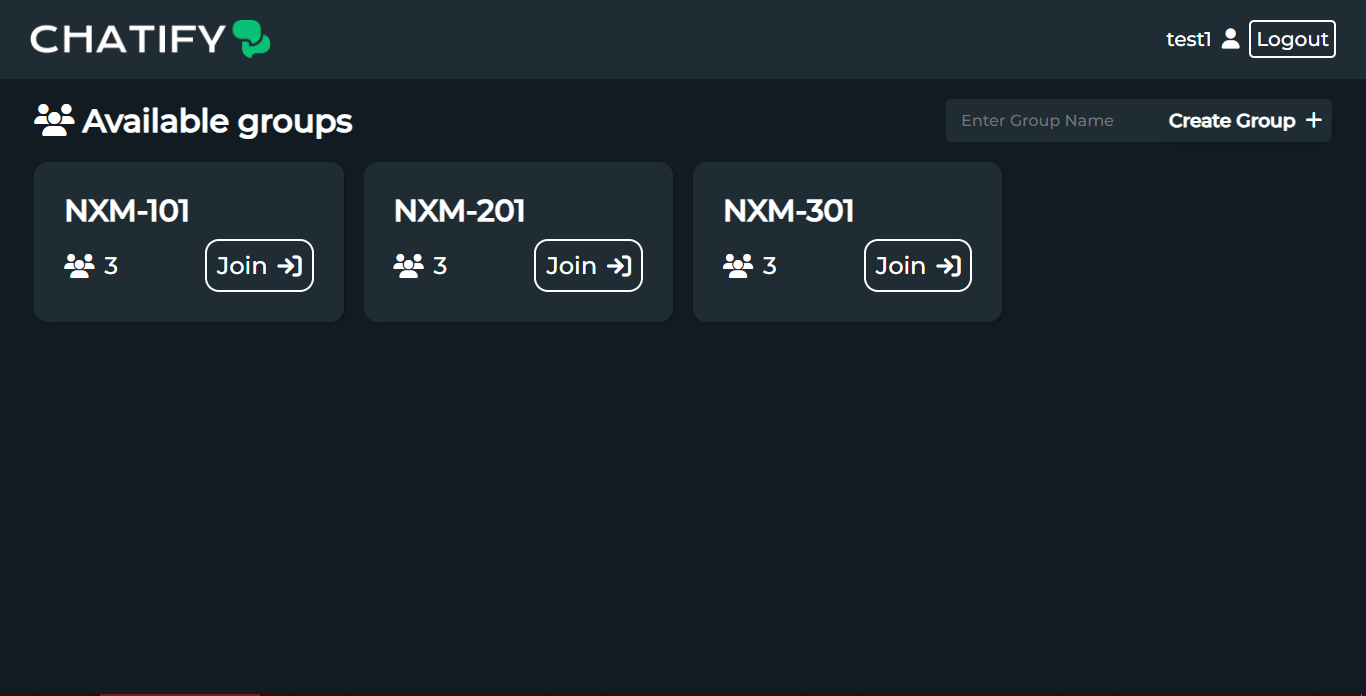 CHATIFY
test1 Logout
Available groups
Enter Group Name Create Group +
NXM-101
3 Join
NXM-201
3 Join
NXM-301
3 Join